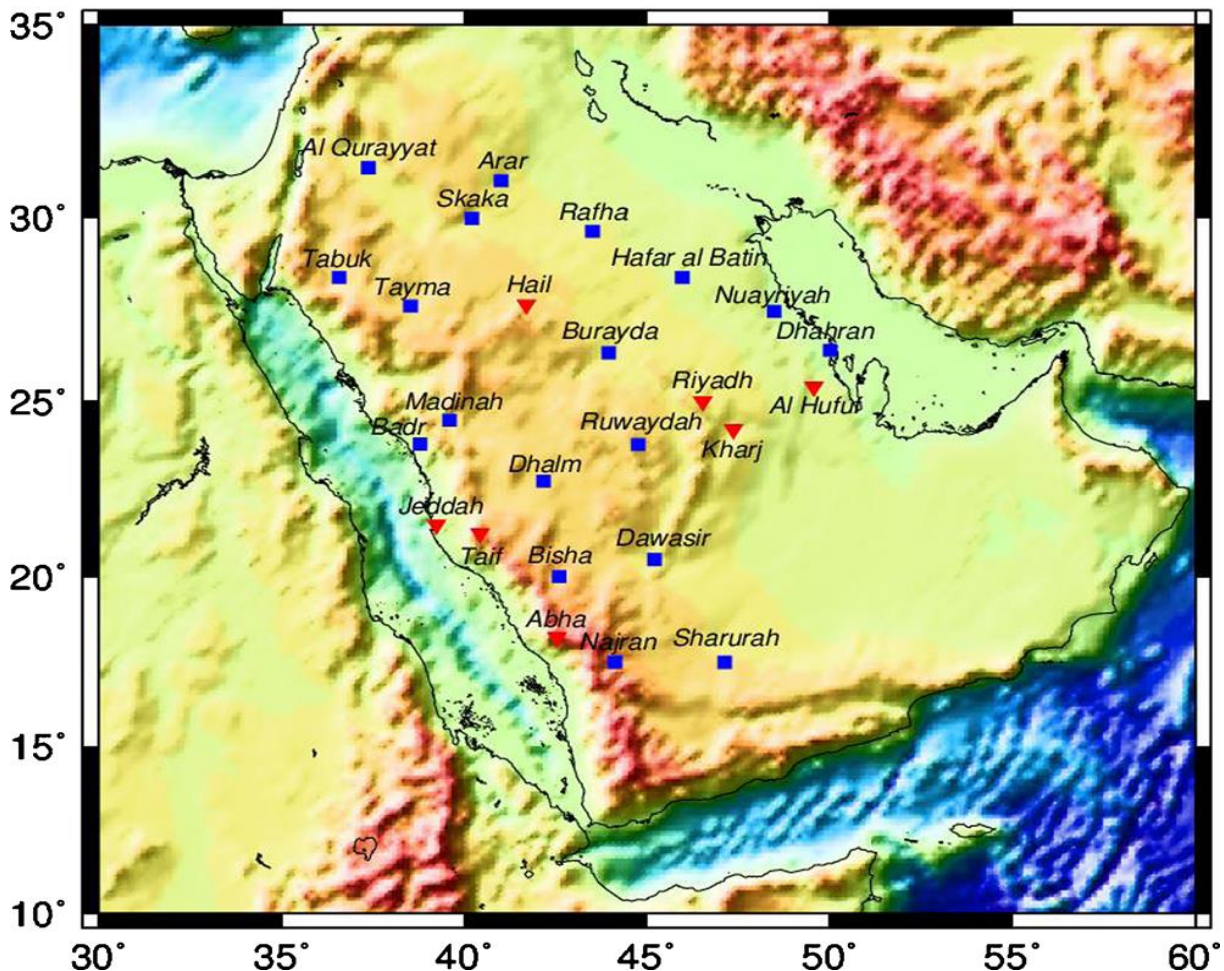 35°
Al Qurayyat
Arar
Skaka
30°
Rafha
Tabuk
Hafar al Batin
Tayma
Hail
Nuayriyah
Burayda
Dhahran
Riyadh
25°
Madinah
Al Hufuf
Badr
Ruwaydah
Kharj
Dhalm
Jeddah
Taif
Bisha
Dawasir
20°
Abha
Najran
Sharurah
15°
10°
30°
35°
40°
45°
50°
55°
60°